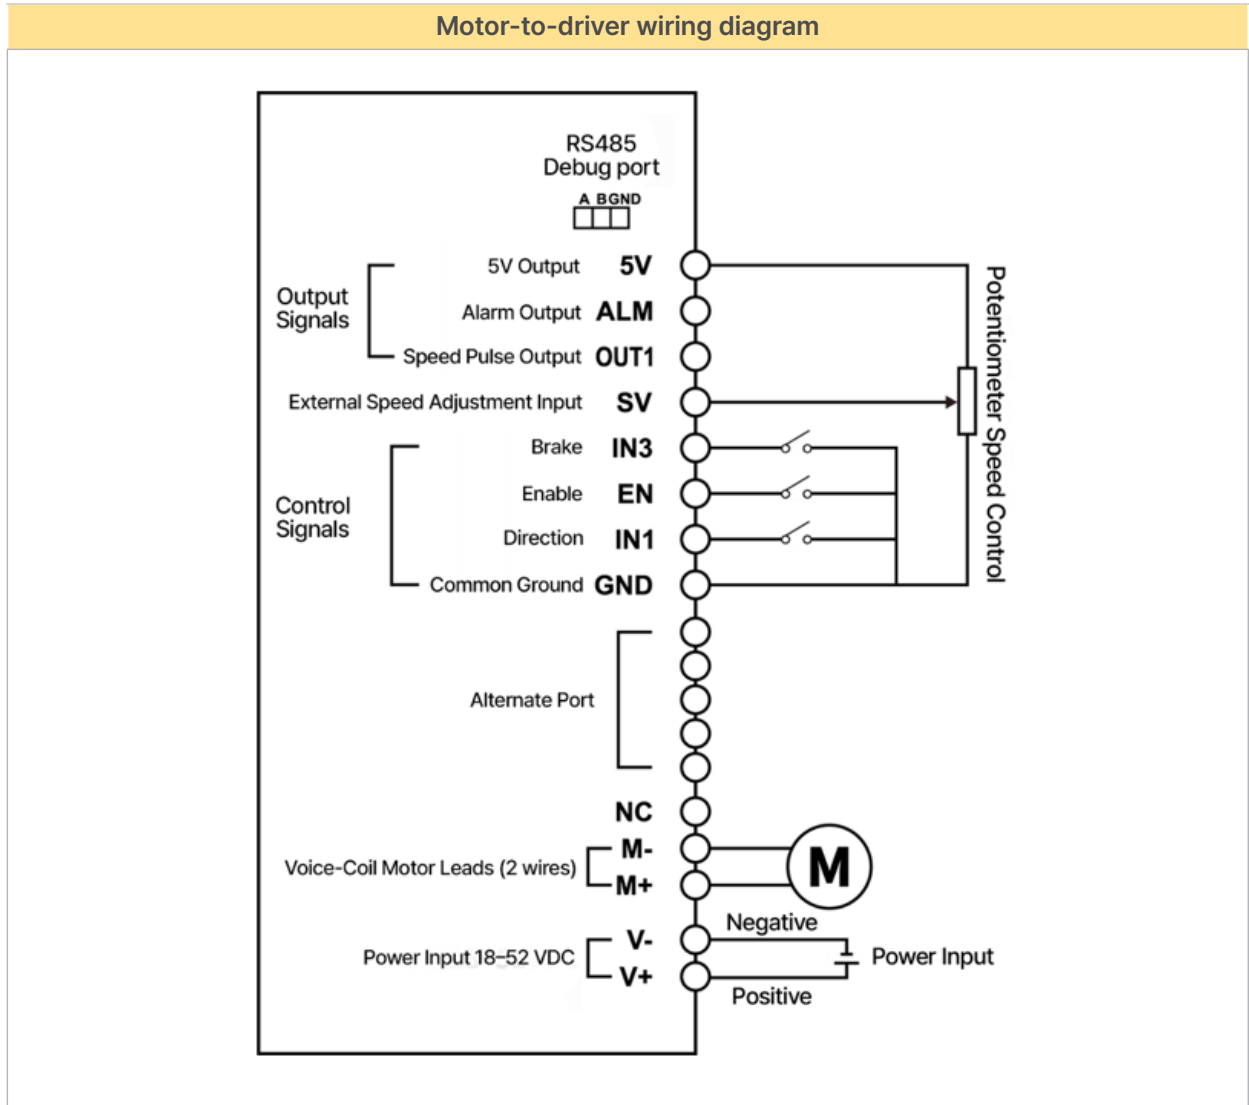 Motor-to-driver wiring diagram
RS485
Debug port
A B GND
5V Output 5V
Output
Signals
Alarm Output ALM
Speed Pulse Output OUT1
External Speed Adjustment Input SV
Potentiometer Speed Control
Brake IN3
Enable EN
Control
Signals
Direction IN1
Common Ground GND
Alternate Port
NC
M-
Voice-Coil Motor Leads (2 wires)
M+
M
Negative
V-
Power Input 18–52 VDC
Power Input
V+
Positive